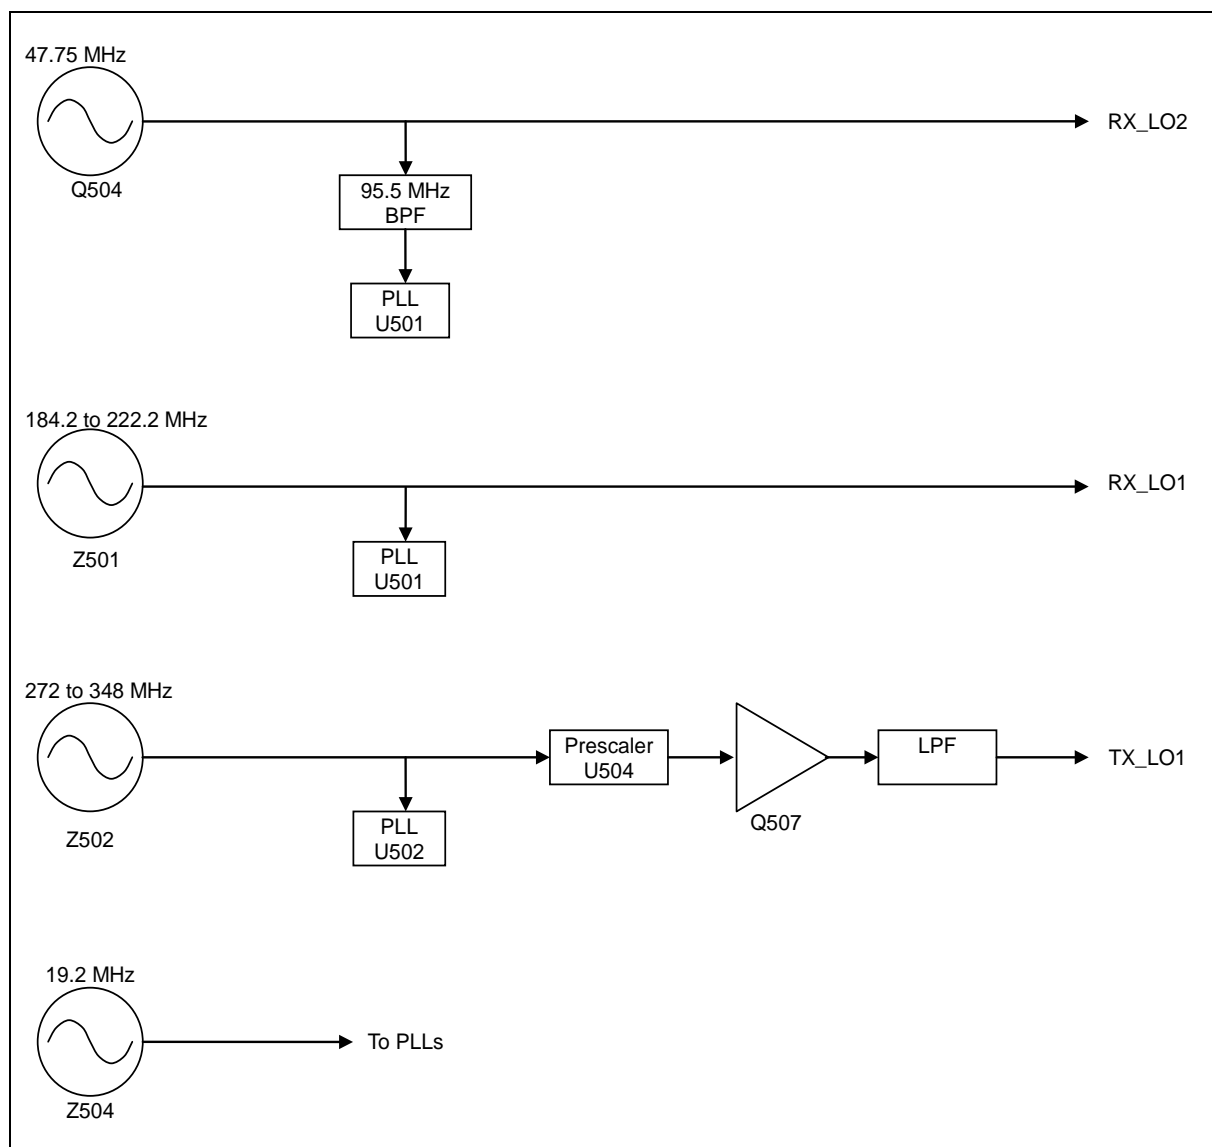 47.75 MHz
RX_LO2
Q504
95.5 MHz
BPF
PLL
U501
184.2 to 222.2 MHz
RX_LO1
Z501
PLL
U501
272 to 348 MHz
Prescaler
U504
LPF
TX_LO1
Q507
Z502
PLL
U502
19.2 MHz
To PLLs
Z504